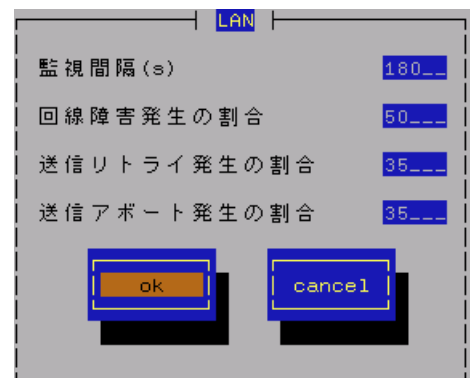 LAN
監視間隔(s) 180__
回線障害発生の割合 50___
送信リトライ発生の割合 35___
送信アボート発生の割合 35___
ok cancel